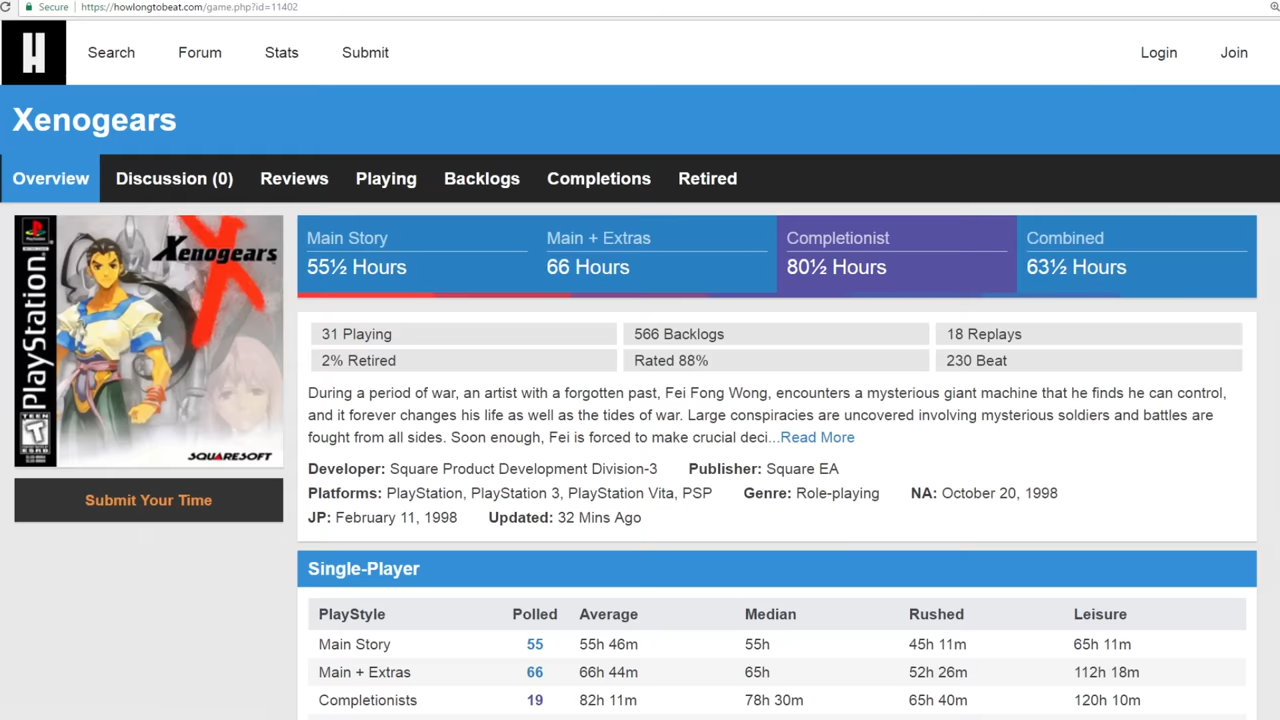 Secure https://howlongtobeat.com/game.php?id=11402
H Search Forum Stats Submit Login Join
Xenogears
Overview Discussion (0) Reviews Playing Backlogs Completions Retired
PlayStation
Xenogears
TEEN
T
ESRB
SQUARESOFT
Submit Your Time
Main Story Main + Extras Completionist Combined
55½ Hours 66 Hours 80½ Hours 63½ Hours
31 Playing 566 Backlogs 18 Replays
2% Retired Rated 88% 230 Beat
During a period of war, an artist with a forgotten past, Fei Fong Wong, encounters a mysterious giant machine that he finds he can control,
and it forever changes his life as well as the tides of war. Large conspiracies are uncovered involving mysterious soldiers and battles are
fought from all sides. Soon enough, Fei is forced to make crucial deci...Read More
Developer: Square Product Development Division-3 Publisher: Square EA
Platforms: PlayStation, PlayStation 3, PlayStation Vita, PSP Genre: Role-playing NA: October 20, 1998
JP: February 11, 1998 Updated: 32 Mins Ago
Single-Player
PlayStyle Polled Average Median Rushed Leisure
Main Story 55 55h 46m 55h 45h 11m 65h 11m
Main + Extras 66 66h 44m 65h 52h 26m 112h 18m
Completionists 19 82h 11m 78h 30m 65h 40m 120h 10m